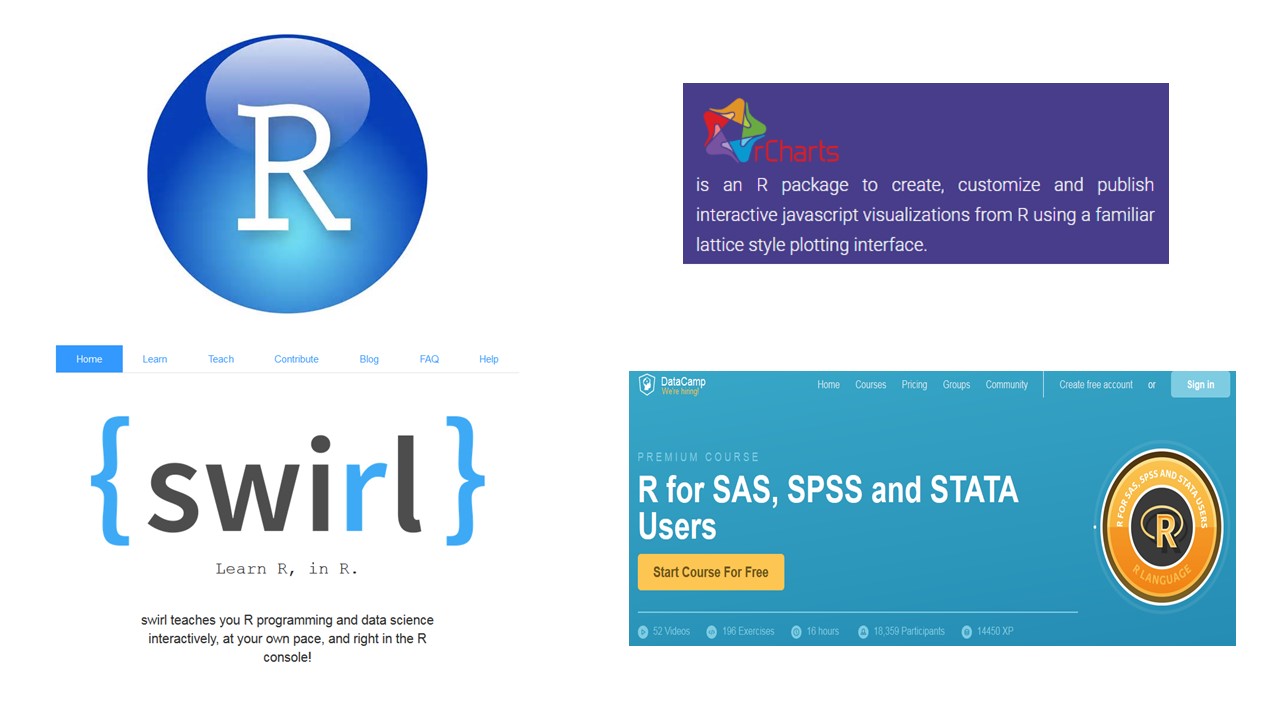 R
rCharts
is an R package to create, customize and publish
interactive javascript visualizations from R using a familiar
lattice style plotting interface.
Home Learn Teach Contribute Blog FAQ Help
{swirl}
Learn R, in R.
swirl teaches you R programming and data science
interactively, at your own pace, and right in the R
console!
DataCamp
We're hiring!
Home Courses Pricing Groups Community Create free account or Sign in
PREMIUM COURSE
R for SAS, SPSS and STATA
Users
Start Course For Free
52 Videos 196 Exercises 16 hours 18,359 Participants 14450 XP
R FOR SAS, SPSS AND STATA USERS
R
R LANGUAGE